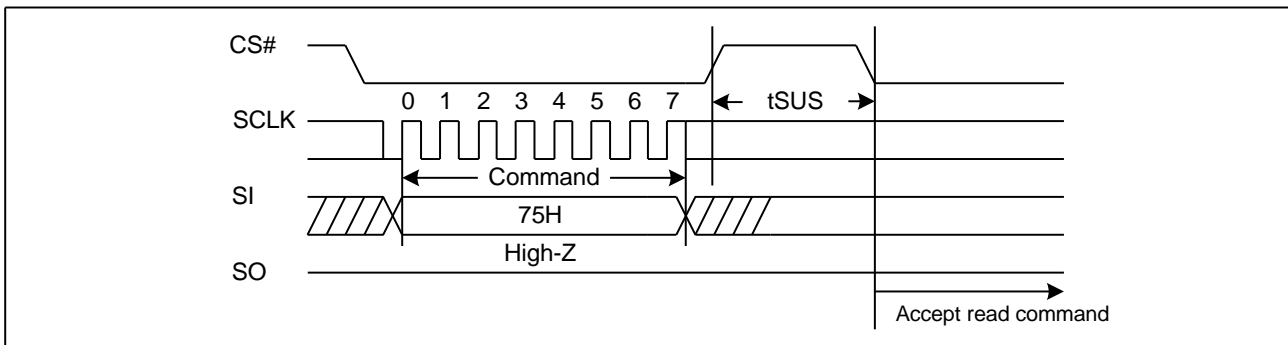 CS#
tSUS
0 1 2 3 4 5 6 7
SCLK
Command
SI
75H
High-Z
SO
Accept read command